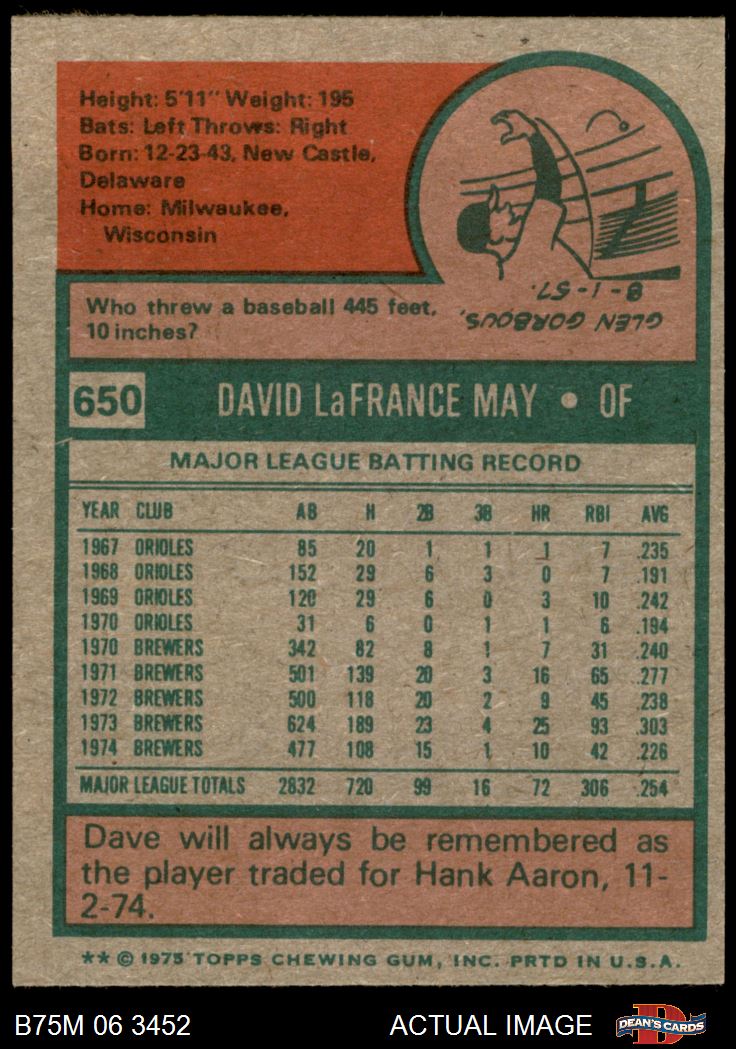 Height: 5'11" Weight: 195
Bats: Left Throws: Right
Born: 12-23-43, New Castle,
Delaware
Home: Milwaukee,
Wisconsin
Who threw a baseball 445 feet,
10 inches?
GLEN GORBOUS,
8-1-57.
650 DAVID LaFRANCE MAY • OF
MAJOR LEAGUE BATTING RECORD
YEAR CLUB AB H 2B 3B HR RBI AVG
1967 ORIOLES 85 20 1 1 1 7 .235
1968 ORIOLES 152 29 6 3 0 7 .191
1969 ORIOLES 120 29 6 0 3 10 .242
1970 ORIOLES 31 6 0 1 1 6 .194
1970 BREWERS 342 82 8 1 7 31 .240
1971 BREWERS 501 139 20 3 16 65 .277
1972 BREWERS 500 118 20 2 9 45 .238
1973 BREWERS 624 189 23 4 25 93 .303
1974 BREWERS 477 108 15 1 10 42 .226
MAJOR LEAGUE TOTALS 2832 720 99 16 72 306 .254
Dave will always be remembered as
the player traded for Hank Aaron, 11-
2-74.
** © 1975 TOPPS CHEWING GUM, INC. PRTD IN U.S.A.
B75M 06 3452 ACTUAL IMAGE D DEAN'S CARDS